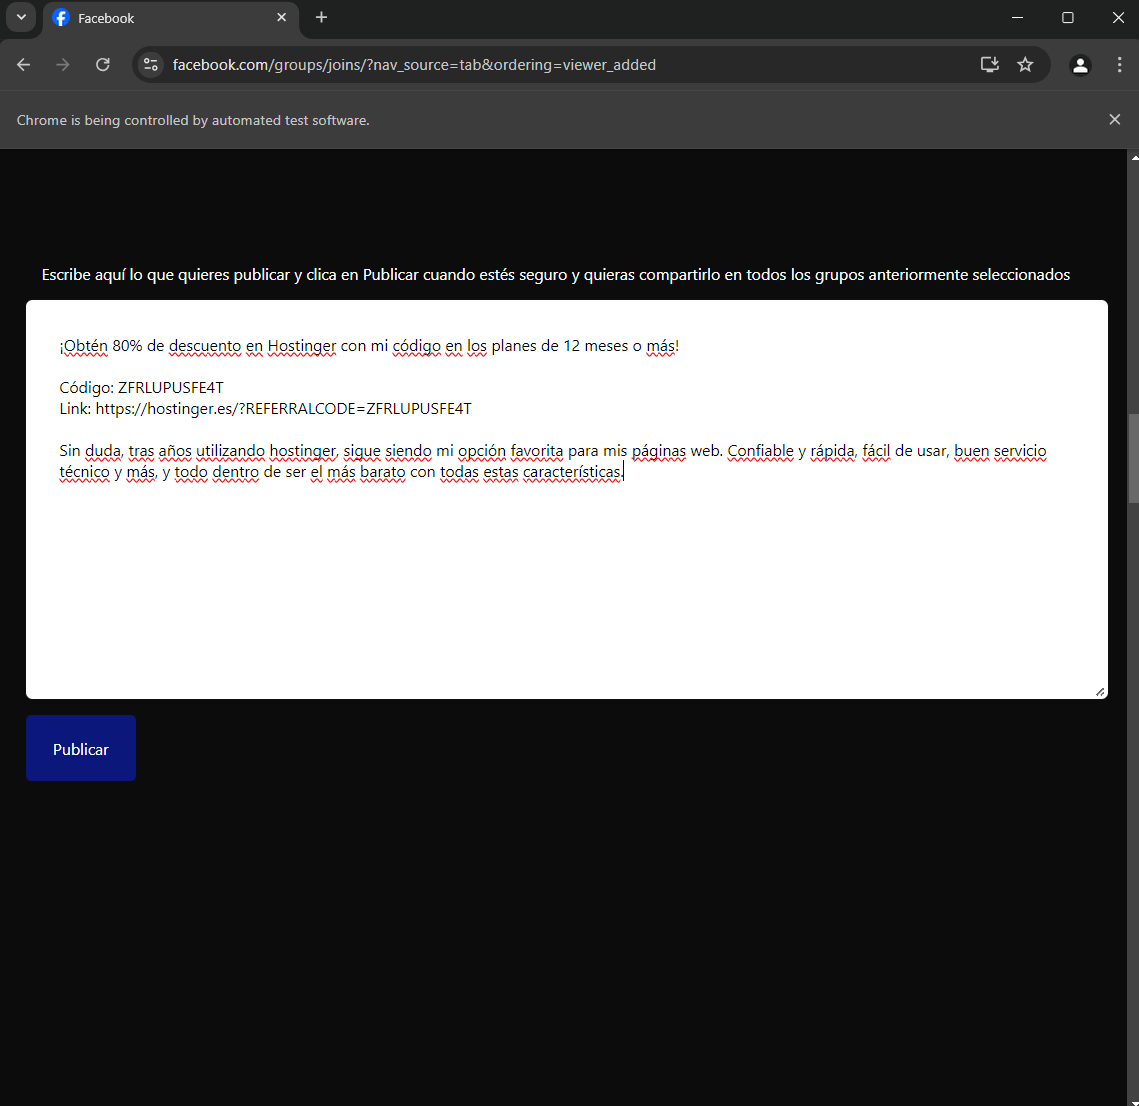 Facebook
facebook.com/groups/joins/?nav_source=tab&ordering=viewer_added
Chrome is being controlled by automated test software.
Escribe aquí lo que quieres publicar y clica en Publicar cuando estés seguro y quieras compartirlo en todos los grupos anteriormente seleccionados
¡Obtén 80% de descuento en Hostinger con mi código en los planes de 12 meses o más!
Código: ZFRLUPUSFE4T
Link: https://hostinger.es/?REFERRALCODE=ZFRLUPUSFE4T
Sin duda, tras años utilizando hostinger, sigue siendo mi opción favorita para mis páginas web. Confiable y rápida, fácil de usar, buen servicio
técnico y más, y todo dentro de ser el más barato con todas estas características.
Publicar